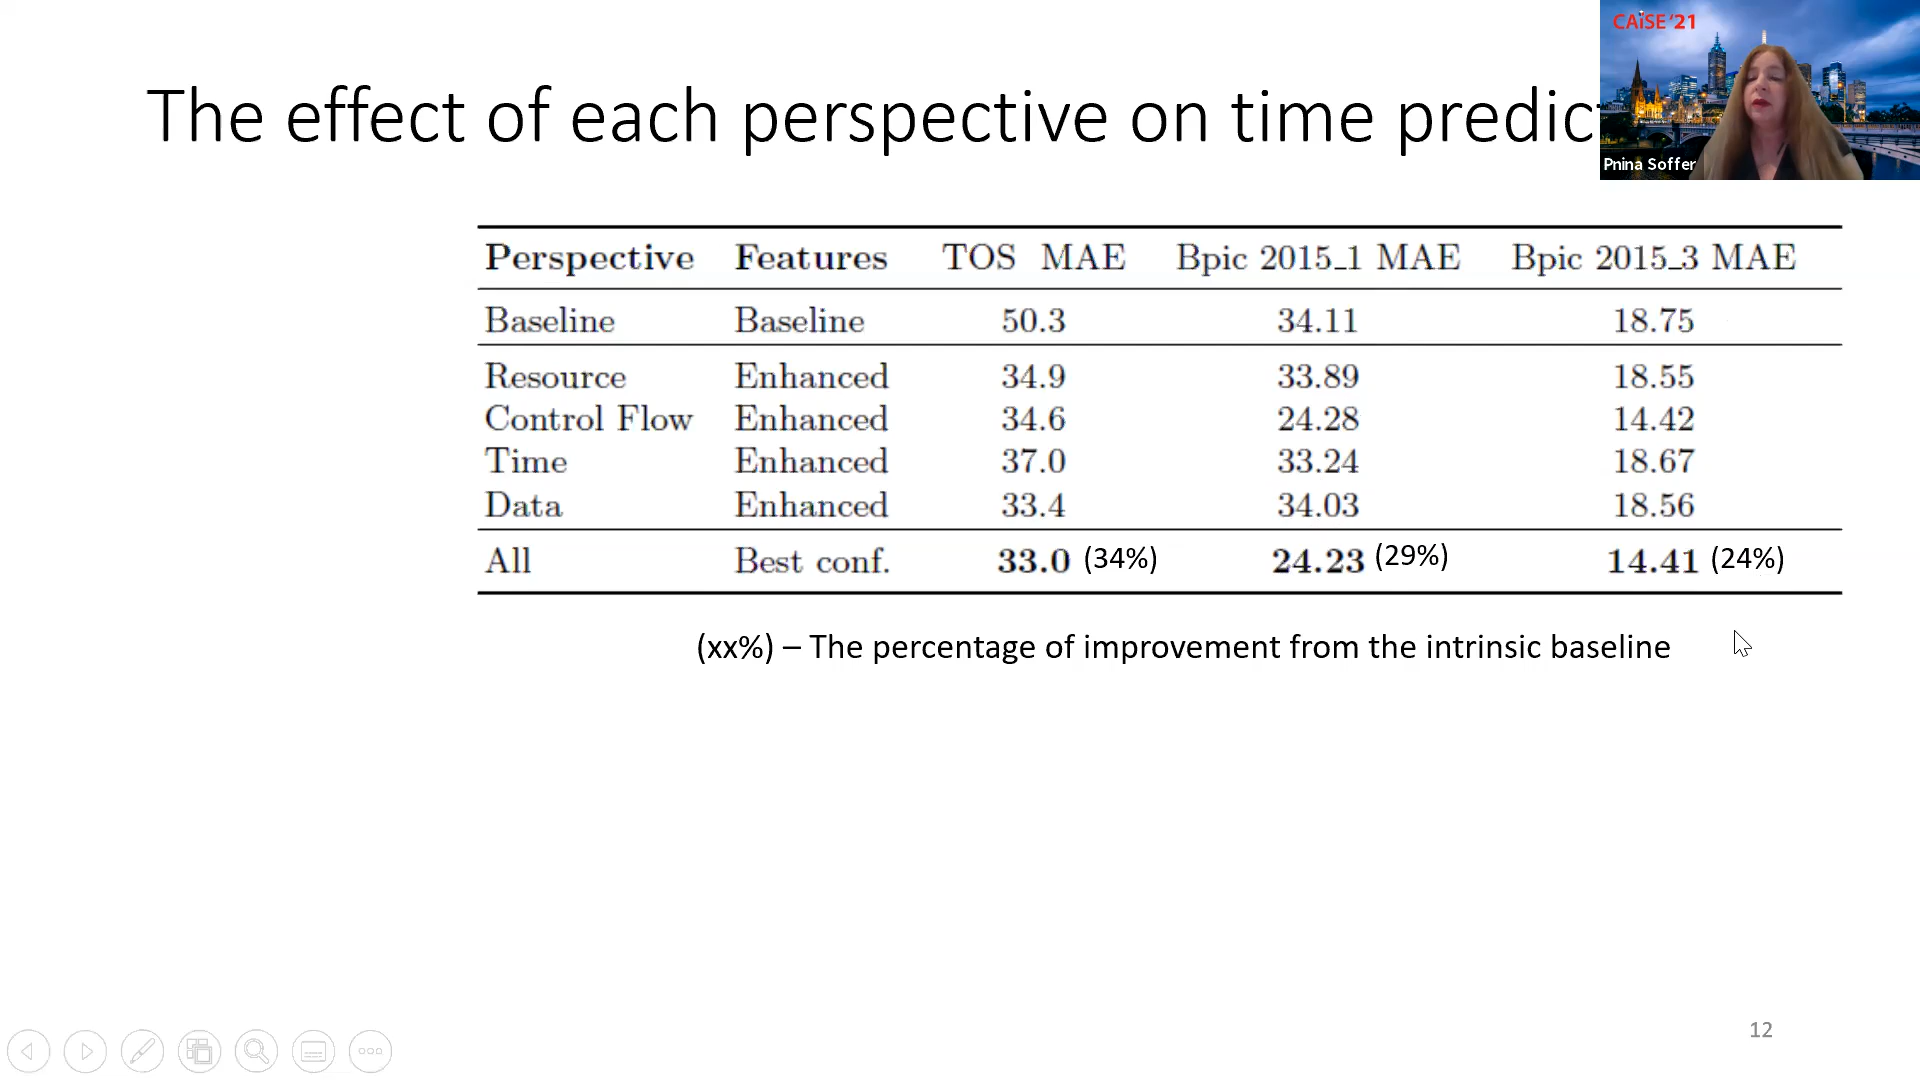 CAiSE '21
The effect of each perspective on time predic
Pnina Soffer
Perspective Features TOS MAE Bpic 2015_1 MAE Bpic 2015_3 MAE
Baseline Baseline 50.3 34.11 18.75
Resource Enhanced 34.9 33.89 18.55
Control Flow Enhanced 34.6 24.28 14.42
Time Enhanced 37.0 33.24 18.67
Data Enhanced 33.4 34.03 18.56
All Best conf. 33.0 (34%) 24.23 (29%) 14.41 (24%)
(xx%) – The percentage of improvement from the intrinsic baseline
12